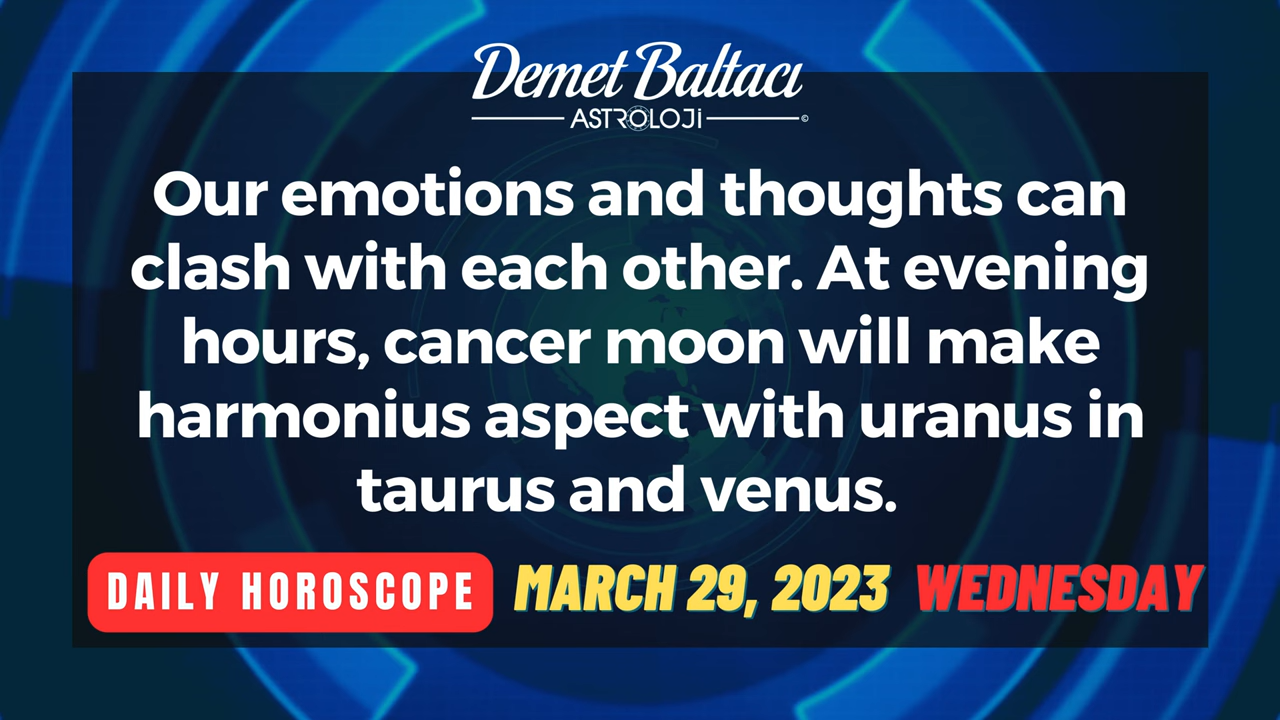 Demet Baltacı
ASTROLOJi ©
Our emotions and thoughts can
clash with each other. At evening
hours, cancer moon will make
harmonius aspect with uranus in
taurus and venus.
DAILY HOROSCOPE MARCH 29, 2023 WEDNESDAY